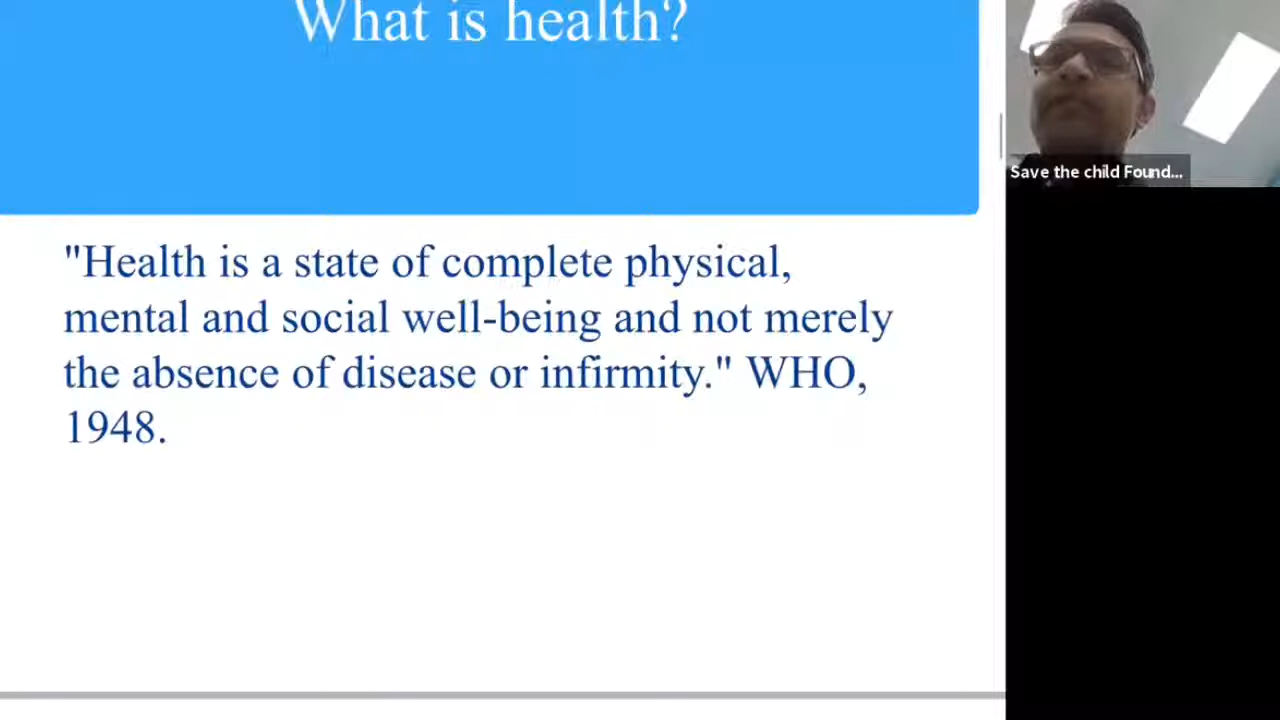 What is health?
"Health is a state of complete physical,
mental and social well-being and not merely
the absence of disease or infirmity." WHO,
1948.
Save the child Found...